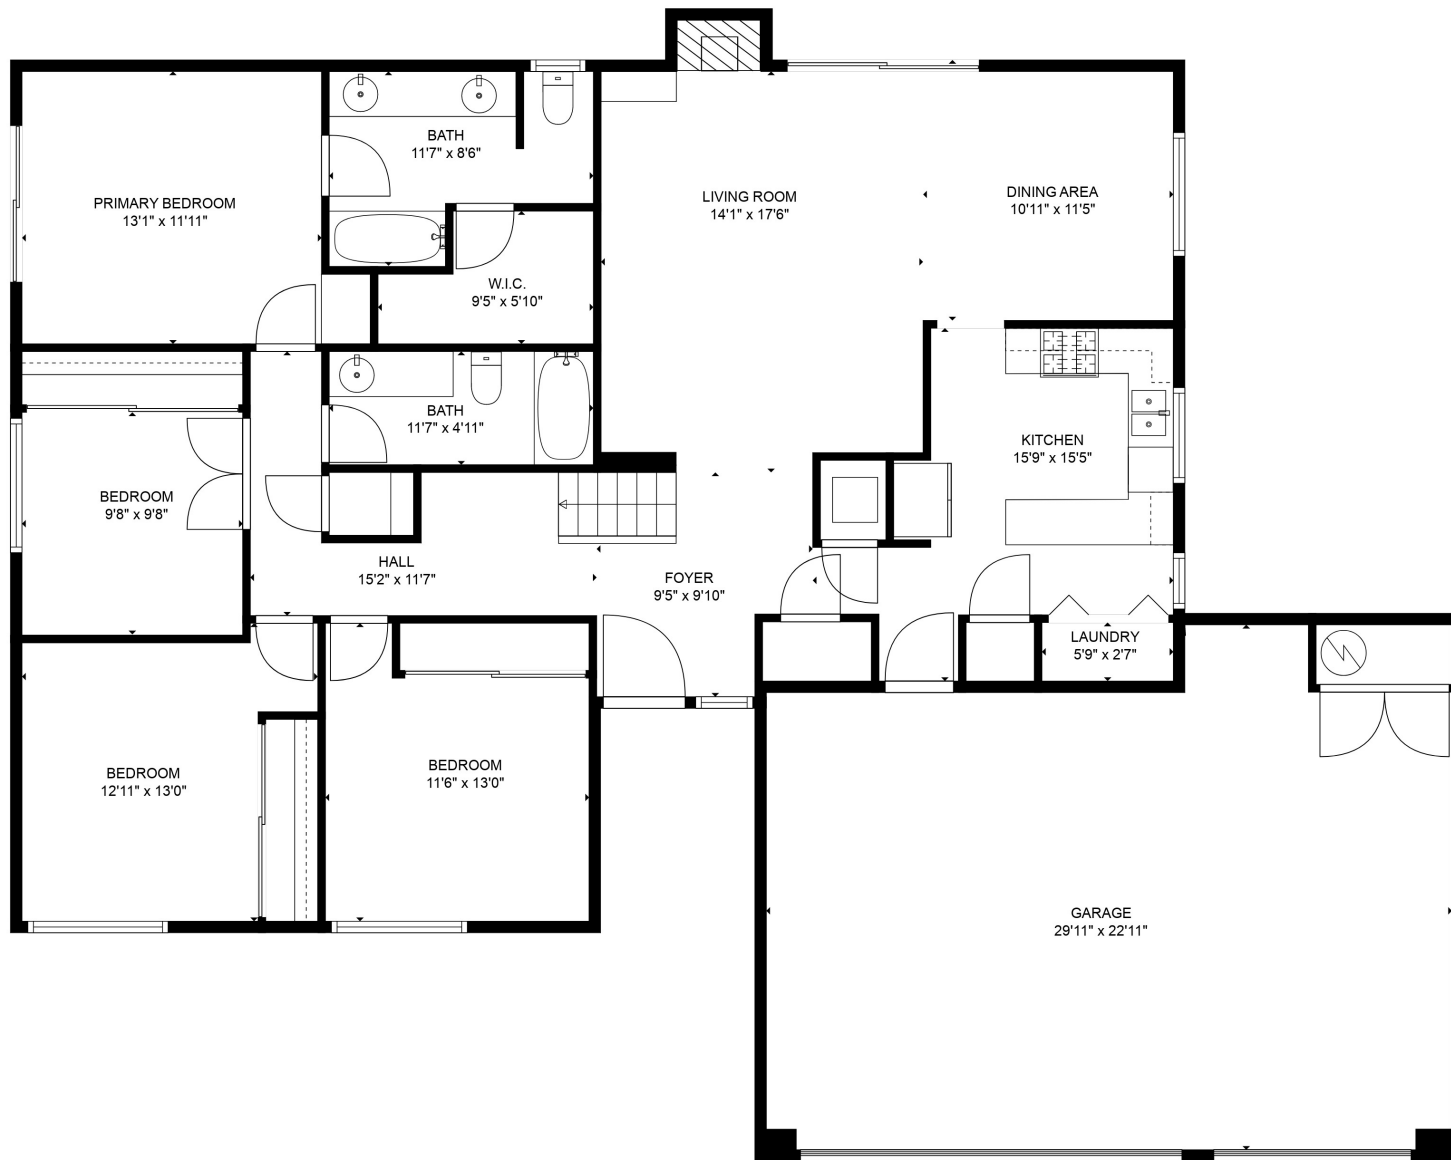 PRIMARY BEDROOM
13'1" x 11'11"
BATH
11'7" x 8'6"
W.I.C.
9'5" x 5'10"
LIVING ROOM
14'1" x 17'6"
DINING AREA
10'11" x 11'5"
BEDROOM
9'8" x 9'8"
BATH
11'7" x 4'11"
KITCHEN
15'9" x 15'5"
HALL
15'2" x 11'7"
FOYER
9'5" x 9'10"
LAUNDRY
5'9" x 2'7"
BEDROOM
12'11" x 13'0"
BEDROOM
11'6" x 13'0"
GARAGE
29'11" x 22'11"